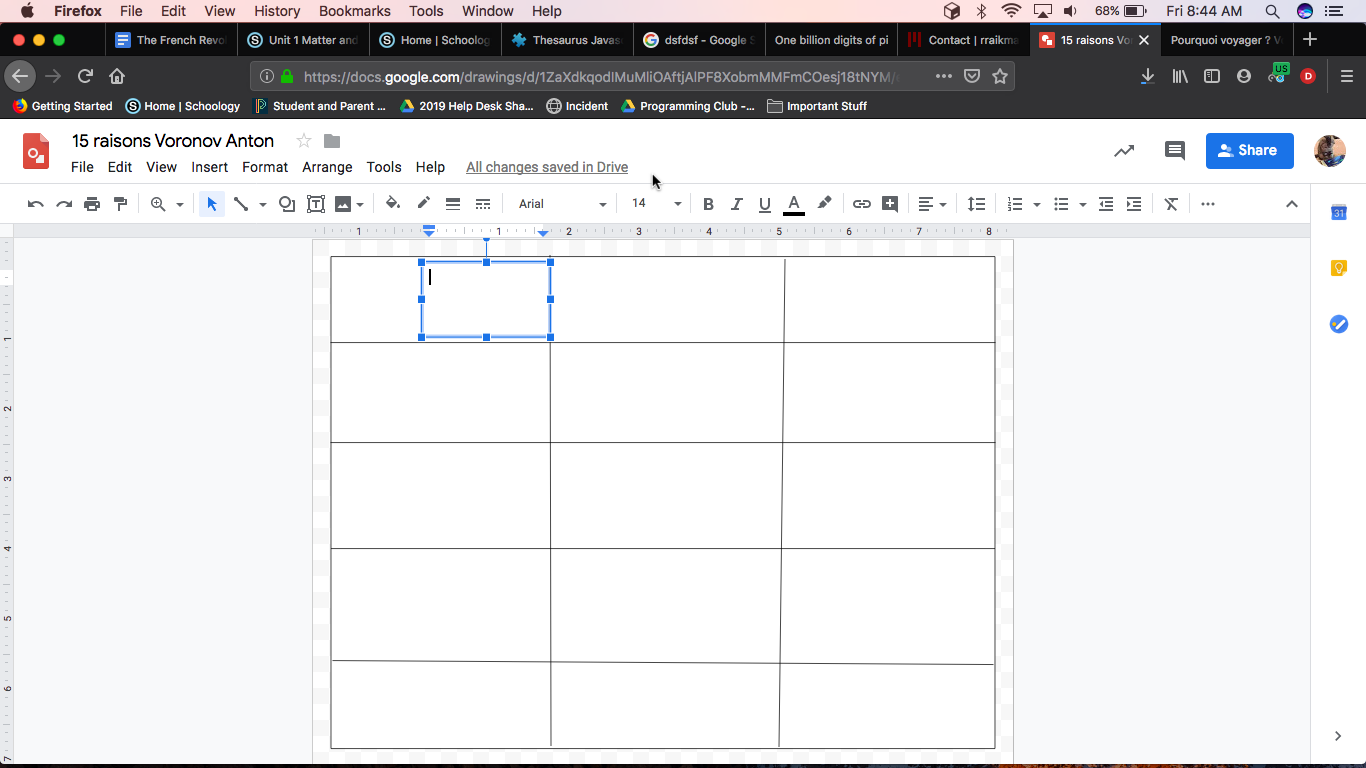 Firefox File Edit View History Bookmarks Tools Window Help 68% Fri 8:44 AM
The French Revo Unit 1 Matter and Home | Schoolog Thesaurus Javas dsfdsf - Google S One billion digits of pi Contact | rraikma 15 raisons Vo Pourquoi voyager ? V
https://docs.google.com/drawings/d/1ZaXdkqodIMuMliOAftjAlPF8XobmMMFmCOesj18tNYM/e US D
Getting Started Home | Schoology Student and Parent ... 2019 Help Desk Sha... Incident Programming Club -... Important Stuff
15 raisons Voronov Anton
Share
File Edit View Insert Format Arrange Tools Help All changes saved in Drive
Arial 14 B I U A
31
1 1 2 3 4 5 6 7 8
1
2
3
4
5
6
7